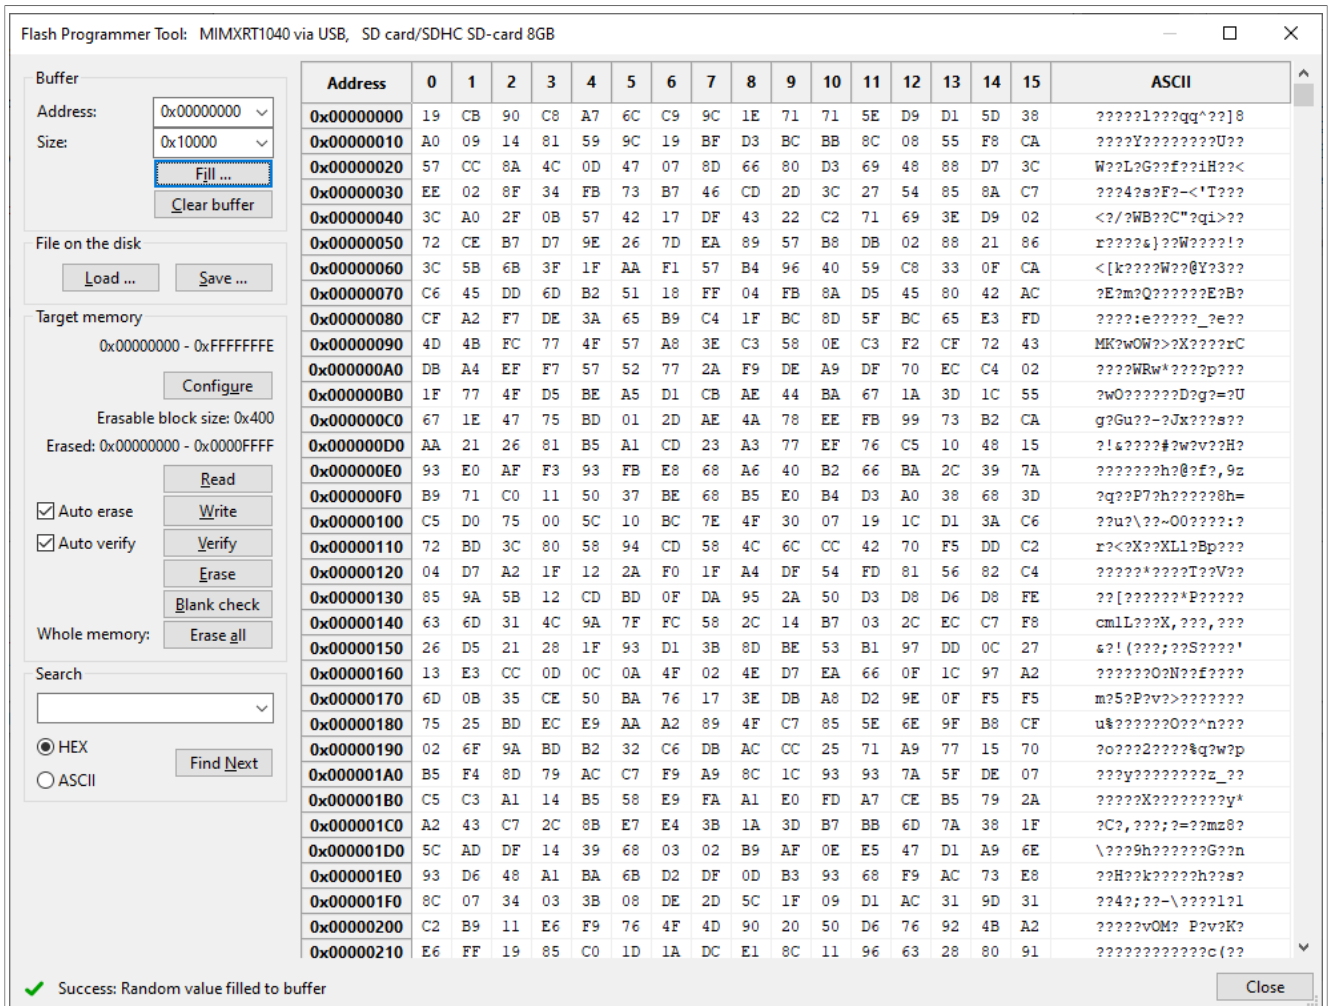 Flash Programmer Tool:   MIMXRT1040 via USB,   SD card/SDHC SD-card 8GB
Buffer
Address: 0x00000000
Size: 0x10000
Fill ...
Clear buffer
File on the disk
Load ... Save ...
Target memory
0x00000000 - 0xFFFFFFFE
Configure
Erasable block size: 0x400
Erased: 0x00000000 - 0x0000FFFF
Read
Auto erase Write
Auto verify Verify
Erase
Blank check
Whole memory: Erase all
Search
HEX
Find Next
ASCII
Address 0 1 2 3 4 5 6 7 8 9 10 11 12 13 14 15 ASCII
0x00000000 19 CB 90 C8 A7 6C C9 9C 1E 71 71 5E D9 D1 5D 38 ?????l???qq^??]8
0x00000010 A0 09 14 81 59 9C 19 BF D3 BC BB 8C 08 55 F8 CA ????Y????????U??
0x00000020 57 CC 8A 4C 0D 47 07 8D 66 80 D3 69 48 88 D7 3C W??L?G??f??iH??<
0x00000030 EE 02 8F 34 FB 73 B7 46 CD 2D 3C 27 54 85 8A C7 ???4?s?F?-<'T???
0x00000040 3C A0 2F 0B 57 42 17 DF 43 22 C2 71 69 3E D9 02 <?/?WB??C"?qi>??
0x00000050 72 CE B7 D7 9E 26 7D EA 89 57 B8 DB 02 88 21 86 r????&}??W????!?
0x00000060 3C 5B 6B 3F 1F AA F1 57 B4 96 40 59 C8 33 0F CA <[k????W??@Y?3??
0x00000070 C6 45 DD 6D B2 51 18 FF 04 FB 8A D5 45 80 42 AC ?E?m?Q??????E?B?
0x00000080 CF A2 F7 DE 3A 65 B9 C4 1F BC 8D 5F BC 65 E3 FD ????:e?????_?e??
0x00000090 4D 4B FC 77 4F 57 A8 3E C3 58 0E C3 F2 CF 72 43 MK?wOW?>?X????rC
0x000000A0 DB A4 EF F7 57 52 77 2A F9 DE A9 DF 70 EC C4 02 ????WRw*????p???
0x000000B0 1F 77 4F D5 BE A5 D1 CB AE 44 BA 67 1A 3D 1C 55 ?wO??????D?g?=?U
0x000000C0 67 1E 47 75 BD 01 2D AE 4A 78 EE FB 99 73 B2 CA g?Gu??-?Jx???s??
0x000000D0 AA 21 26 81 B5 A1 CD 23 A3 77 EF 76 C5 10 48 15 ?!&????#?w?v??H?
0x000000E0 93 E0 AF F3 93 FB E8 68 A6 40 B2 66 BA 2C 39 7A ???????h?@?f?,9z
0x000000F0 B9 71 C0 11 50 37 BE 68 B5 E0 B4 D3 A0 38 68 3D ?q??P7?h?????8h=
0x00000100 C5 D0 75 00 5C 10 BC 7E 4F 30 07 19 1C D1 3A C6 ??u?\??~O0????:?
0x00000110 72 BD 3C 80 58 94 CD 58 4C 6C CC 42 70 F5 DD C2 r?<?X??XLl?Bp???
0x00000120 04 D7 A2 1F 12 2A F0 1F A4 DF 54 FD 81 56 82 C4 ?????*????T??V??
0x00000130 85 9A 5B 12 CD BD 0F DA 95 2A 50 D3 D8 D6 D8 FE ??[??????*P?????
0x00000140 63 6D 31 4C 9A 7F FC 58 2C 14 B7 03 2C EC C7 F8 cm1L???X,???,???
0x00000150 26 D5 21 28 1F 93 D1 3B 8D BE 53 B1 97 DD 0C 27 &?!(???;??S????'
0x00000160 13 E3 CC 0D 0C 0A 4F 02 4E D7 EA 66 0F 1C 97 A2 ??????O?N??f????
0x00000170 6D 0B 35 CE 50 BA 76 17 3E DB A8 D2 9E 0F F5 F5 m?5?P?v?>???????
0x00000180 75 25 BD EC E9 AA A2 89 4F C7 85 5E 6E 9F B8 CF u%??????O??^n???
0x00000190 02 6F 9A BD B2 32 C6 DB AC CC 25 71 A9 77 15 70 ?o???2????%q?w?p
0x000001A0 B5 F4 8D 79 AC C7 F9 A9 8C 1C 93 93 7A 5F DE 07 ???y????????z_??
0x000001B0 C5 C3 A1 14 B5 58 E9 FA A1 E0 FD A7 CE B5 79 2A ?????X????????y*
0x000001C0 A2 43 C7 2C 8B E7 E4 3B 1A 3D B7 BB 6D 7A 38 1F ?C?,???;?=??mz8?
0x000001D0 5C AD DF 14 39 68 03 02 B9 AF 0E E5 47 D1 A9 6E \???9h??????G??n
0x000001E0 93 D6 48 A1 BA 6B D2 DF 0D B3 93 68 F9 AC 73 E8 ??H??k?????h??s?
0x000001F0 8C 07 34 03 3B 08 DE 2D 5C 1F 09 D1 AC 31 9D 31 ??4?;??-\????1?1
0x00000200 C2 B9 11 E6 F9 76 4F 4D 90 20 50 D6 76 92 4B A2 ?????vOM? P?v?K?
0x00000210 E6 FF 19 85 C0 1D 1A DC E1 8C 11 96 63 28 80 91 ????????????c(??
Success: Random value filled to buffer
Close